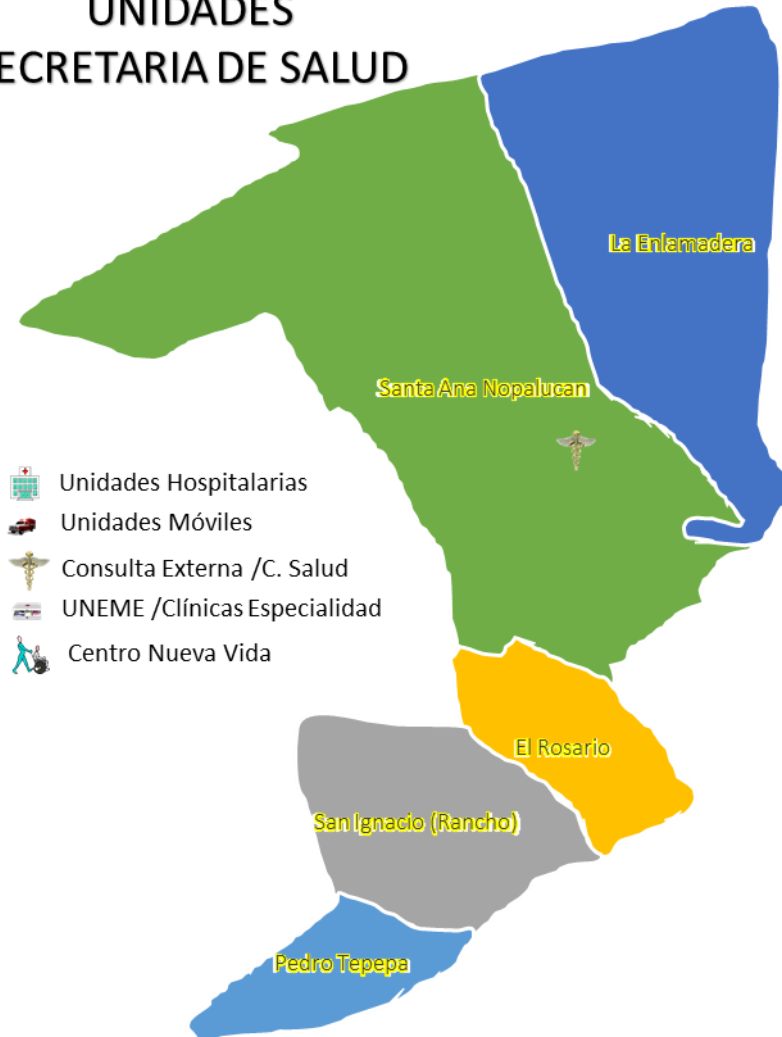 UNIDADES
ECRETARIA DE SALUD
La Enlamadera
Santa Ana Nopalucan
Unidades Hospitalarias
Unidades Móviles
Consulta Externa /C. Salud
UNEME /Clínicas Especialidad
Centro Nueva Vida
El Rosario
San Ignacio (Rancho)
Pedro Tepepa